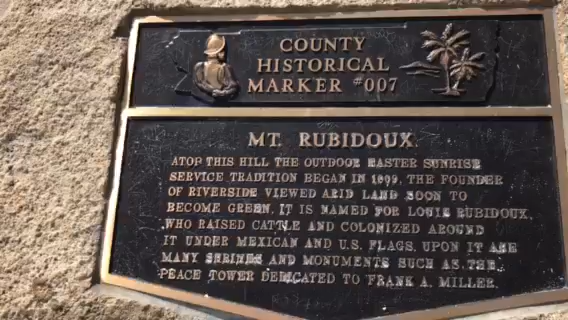 COUNTY
HISTORICAL
MARKER #007
MT. RUBIDOUX
ATOP THIS HILL THE OUTDOOR EASTER SUNRISE
SERVICE TRADITION BEGAN IN 1909. THE FOUNDER
OF RIVERSIDE VIEWED ARID LAND SOON TO
BECOME GREEN. IT IS NAMED FOR LOUIS RUBIDOUX,
WHO RAISED CATTLE AND COLONIZED AROUND
IT UNDER MEXICAN AND U.S. FLAGS. UPON IT ARE
MANY SHRINES AND MONUMENTS SUCH AS THE
PEACE TOWER DEDICATED TO FRANK A. MILLER.